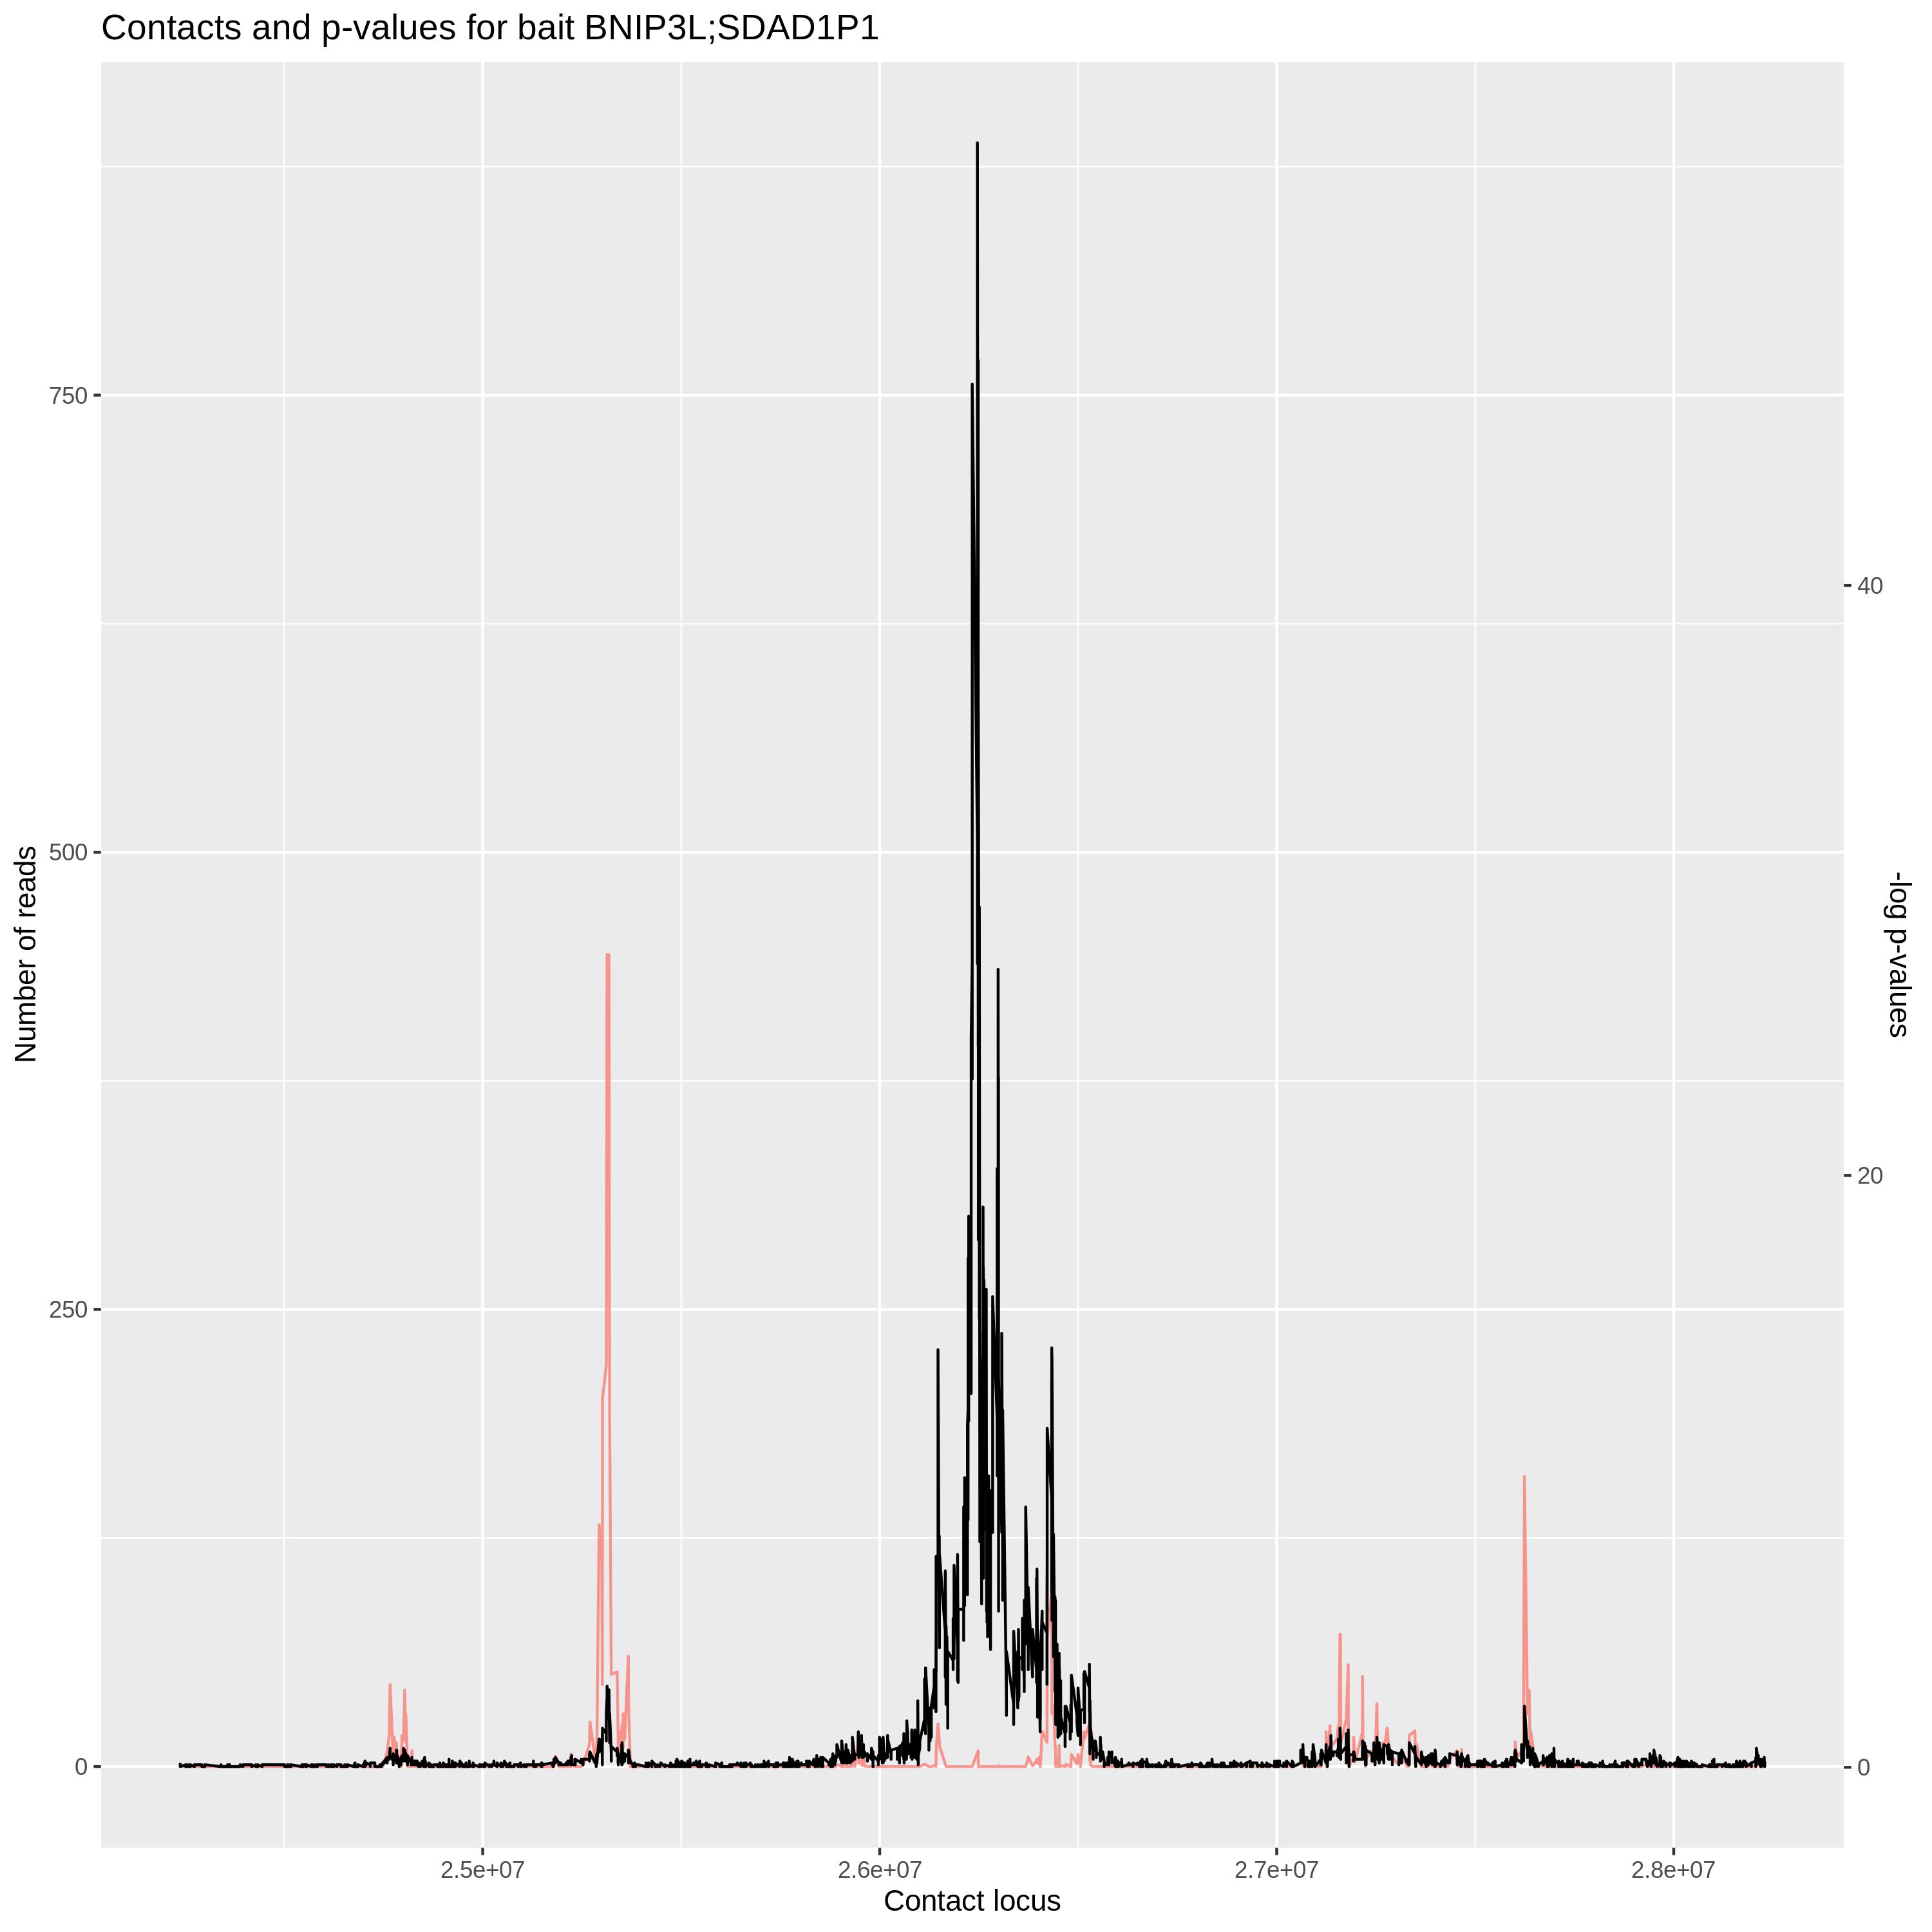 Contacts and p-values for bait BNIP3L;SDAD1P1
Number of reads
750
500
250
0
-log p-values
40
20
0
2.5e+07 2.6e+07 2.7e+07 2.8e+07
Contact locus